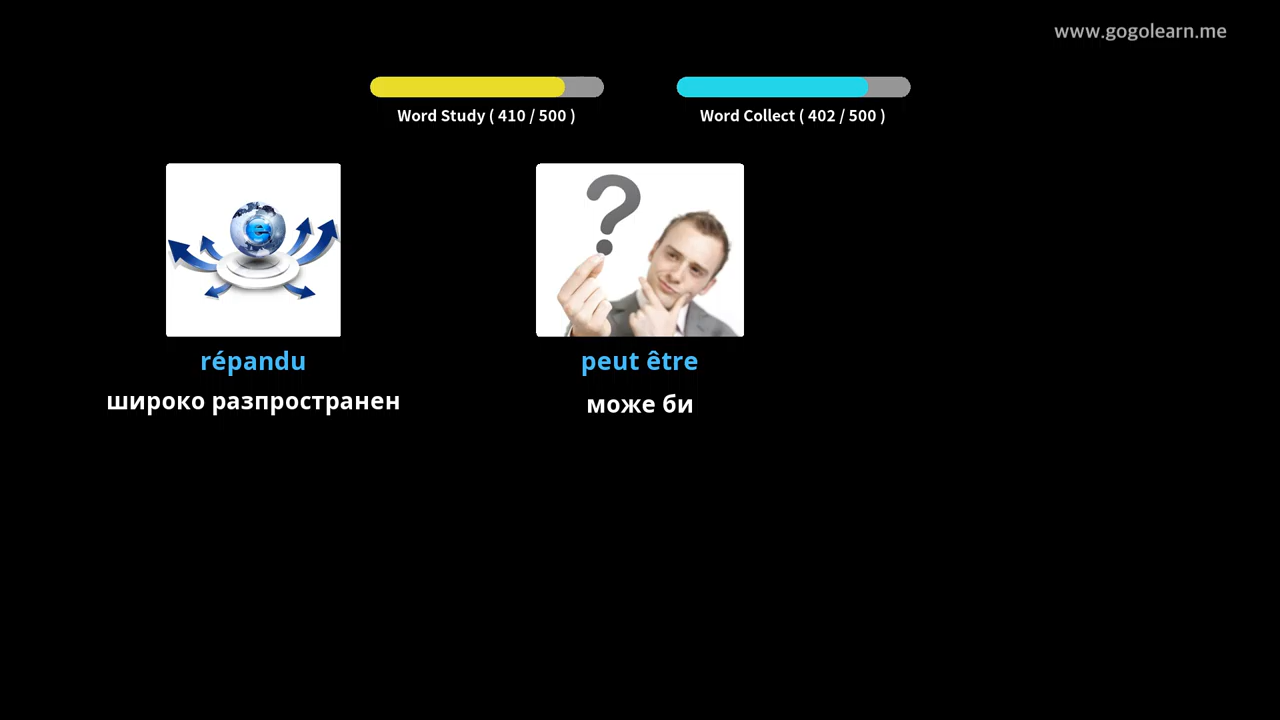 www.gogolearn.me
Word Study ( 410 / 500 )
Word Collect ( 402 / 500 )
répandu
широко разпространен
peut être
може би